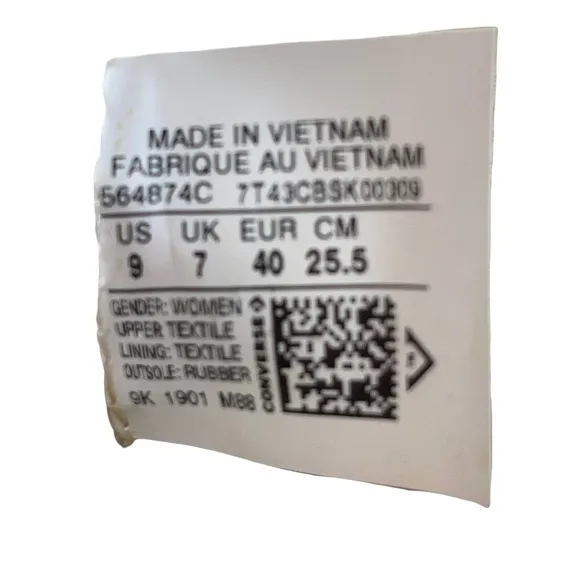 MADE IN VIETNAM
FABRIQUE AU VIETNAM
564874C 7T43CBSK00309
US UK EUR CM
9 7 40 25.5
GENDER: WOMEN
UPPER TEXTILE
LINING: TEXTILE
OUTSOLE: RUBBER
9K 1901 M88
CONVERSE